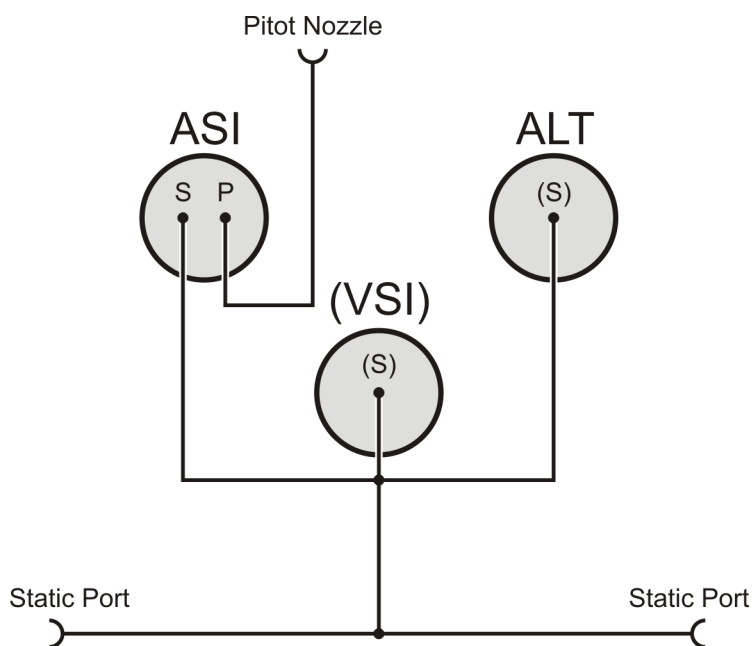 Pitot Nozzle
ASI
ALT
S P
(S)
(VSI)
(S)
Static Port
Static Port